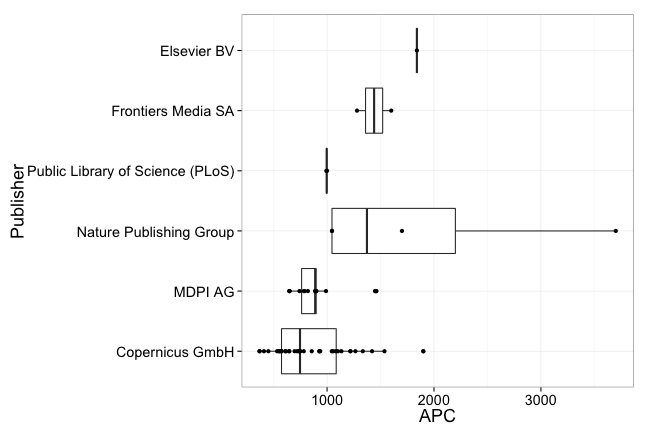 Elsevier BV
Frontiers Media SA
Public Library of Science (PLoS)
Nature Publishing Group
MDPI AG
Copernicus GmbH
Publisher
1000 2000 3000
APC